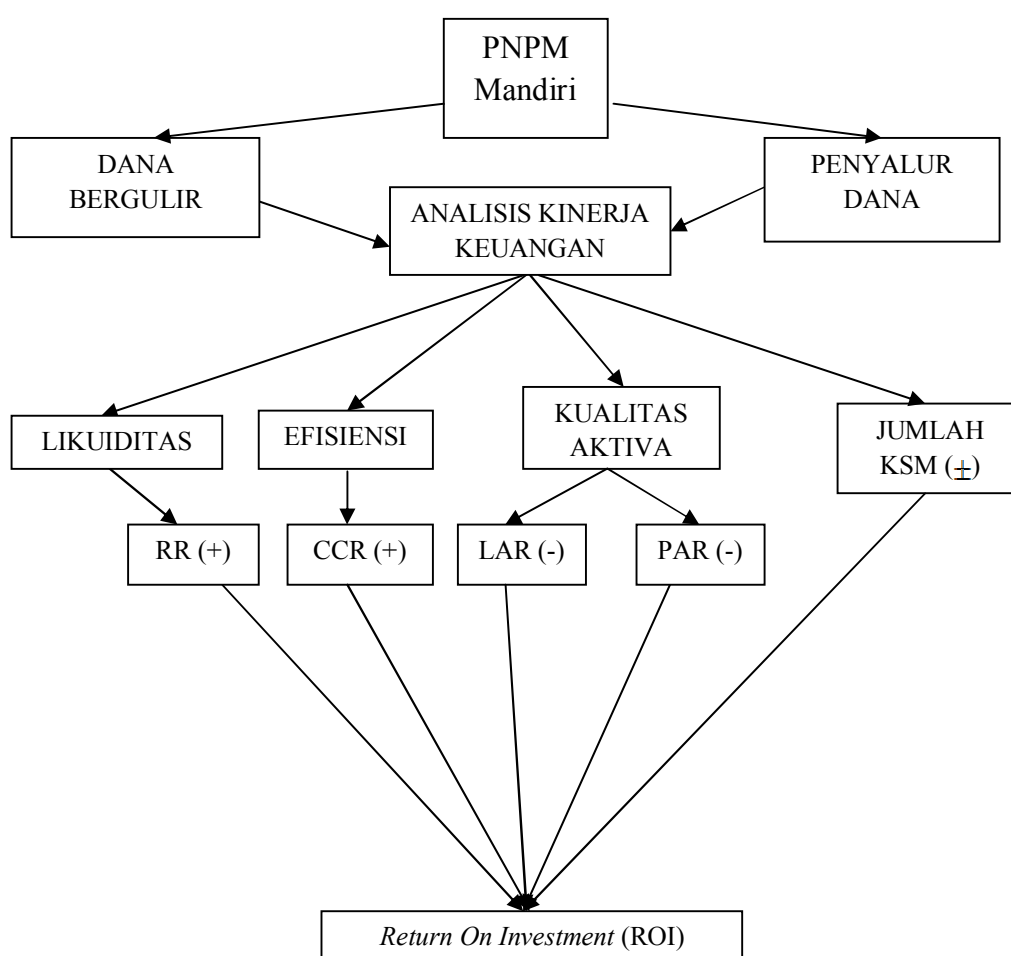 PNPM
Mandiri
DANA
BERGULIR
PENYALUR
DANA
ANALISIS KINERJA
KEUANGAN
LIKUIDITAS
EFISIENSI
KUALITAS
AKTIVA
JUMLAH
KSM (±)
RR (+)
CCR (+)
LAR (-)
PAR (-)
Return On Investment (ROI)